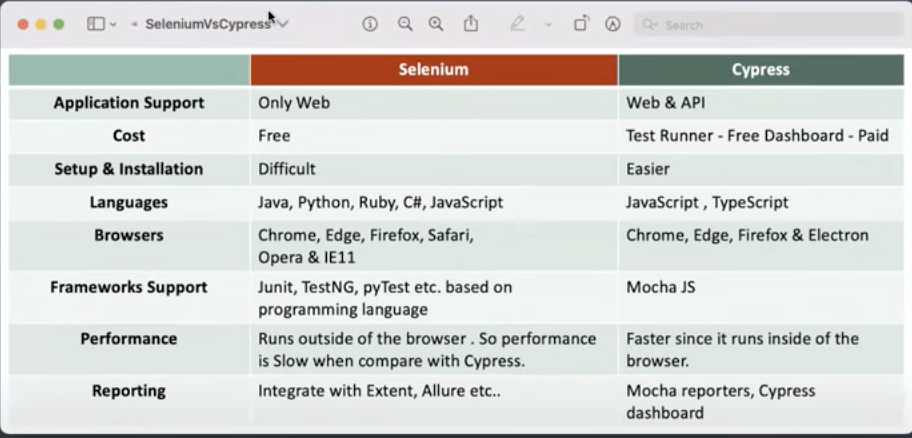 SeleniumVsCypress
Search
Selenium Cypress
Application Support Only Web Web & API
Cost Free Test Runner - Free Dashboard - Paid
Setup & Installation Difficult Easier
Languages Java, Python, Ruby, C#, JavaScript JavaScript , TypeScript
Browsers Chrome, Edge, Firefox, Safari, Chrome, Edge, Firefox & Electron
Opera & IE11
Frameworks Support Junit, TestNG, pyTest etc. based on Mocha JS
programming language
Performance Runs outside of the browser . So performance Faster since it runs inside of the
is Slow when compare with Cypress. browser.
Reporting Integrate with Extent, Allure etc.. Mocha reporters, Cypress
dashboard